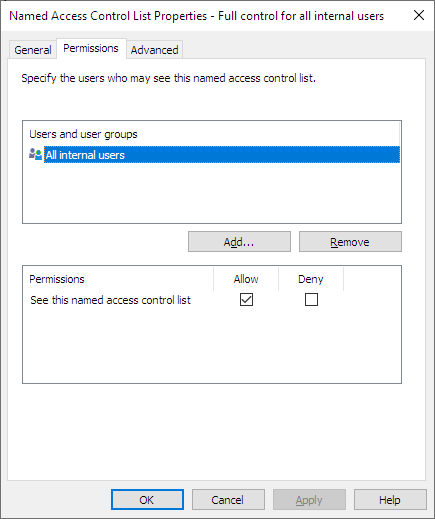 Named Access Control List Properties - Full control for all internal users
General Permissions Advanced
Specify the users who may see this named access control list.
Users and user groups
All internal users
Add... Remove
Permissions Allow Deny
See this named access control list
OK Cancel Apply Help